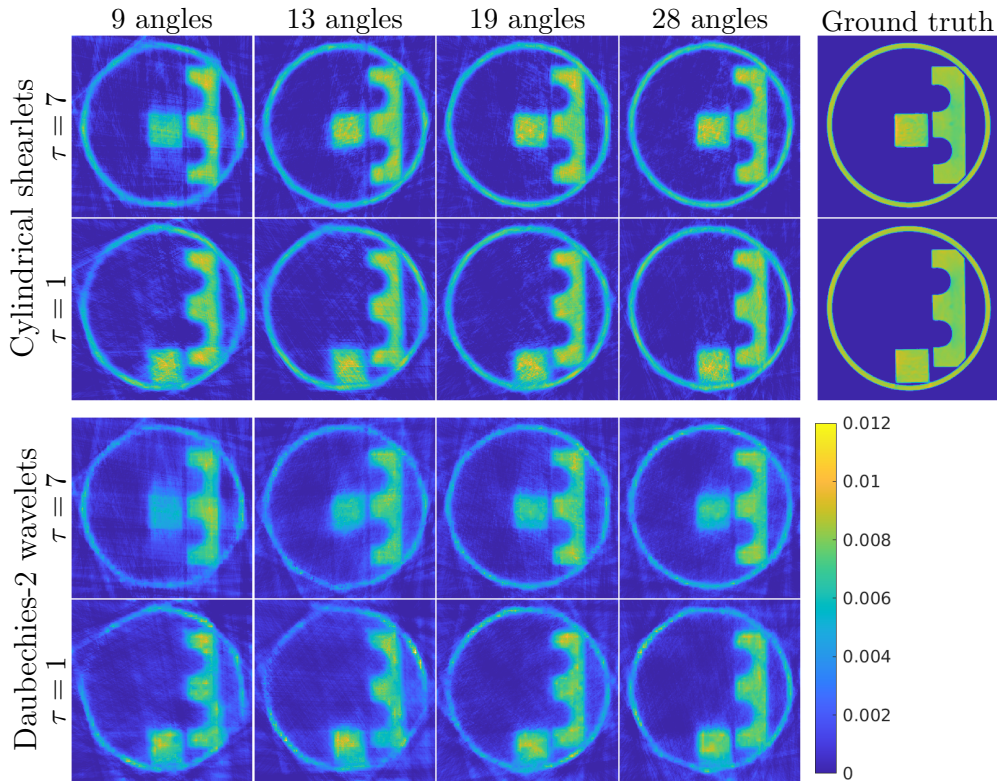 9 angles
13 angles
19 angles
28 angles
Ground truth
Cylindrical shearlets
τ = 7
τ = 1
Daubechies-2 wavelets
τ = 7
τ = 1
0.012
0.01
0.008
0.006
0.004
0.002
0